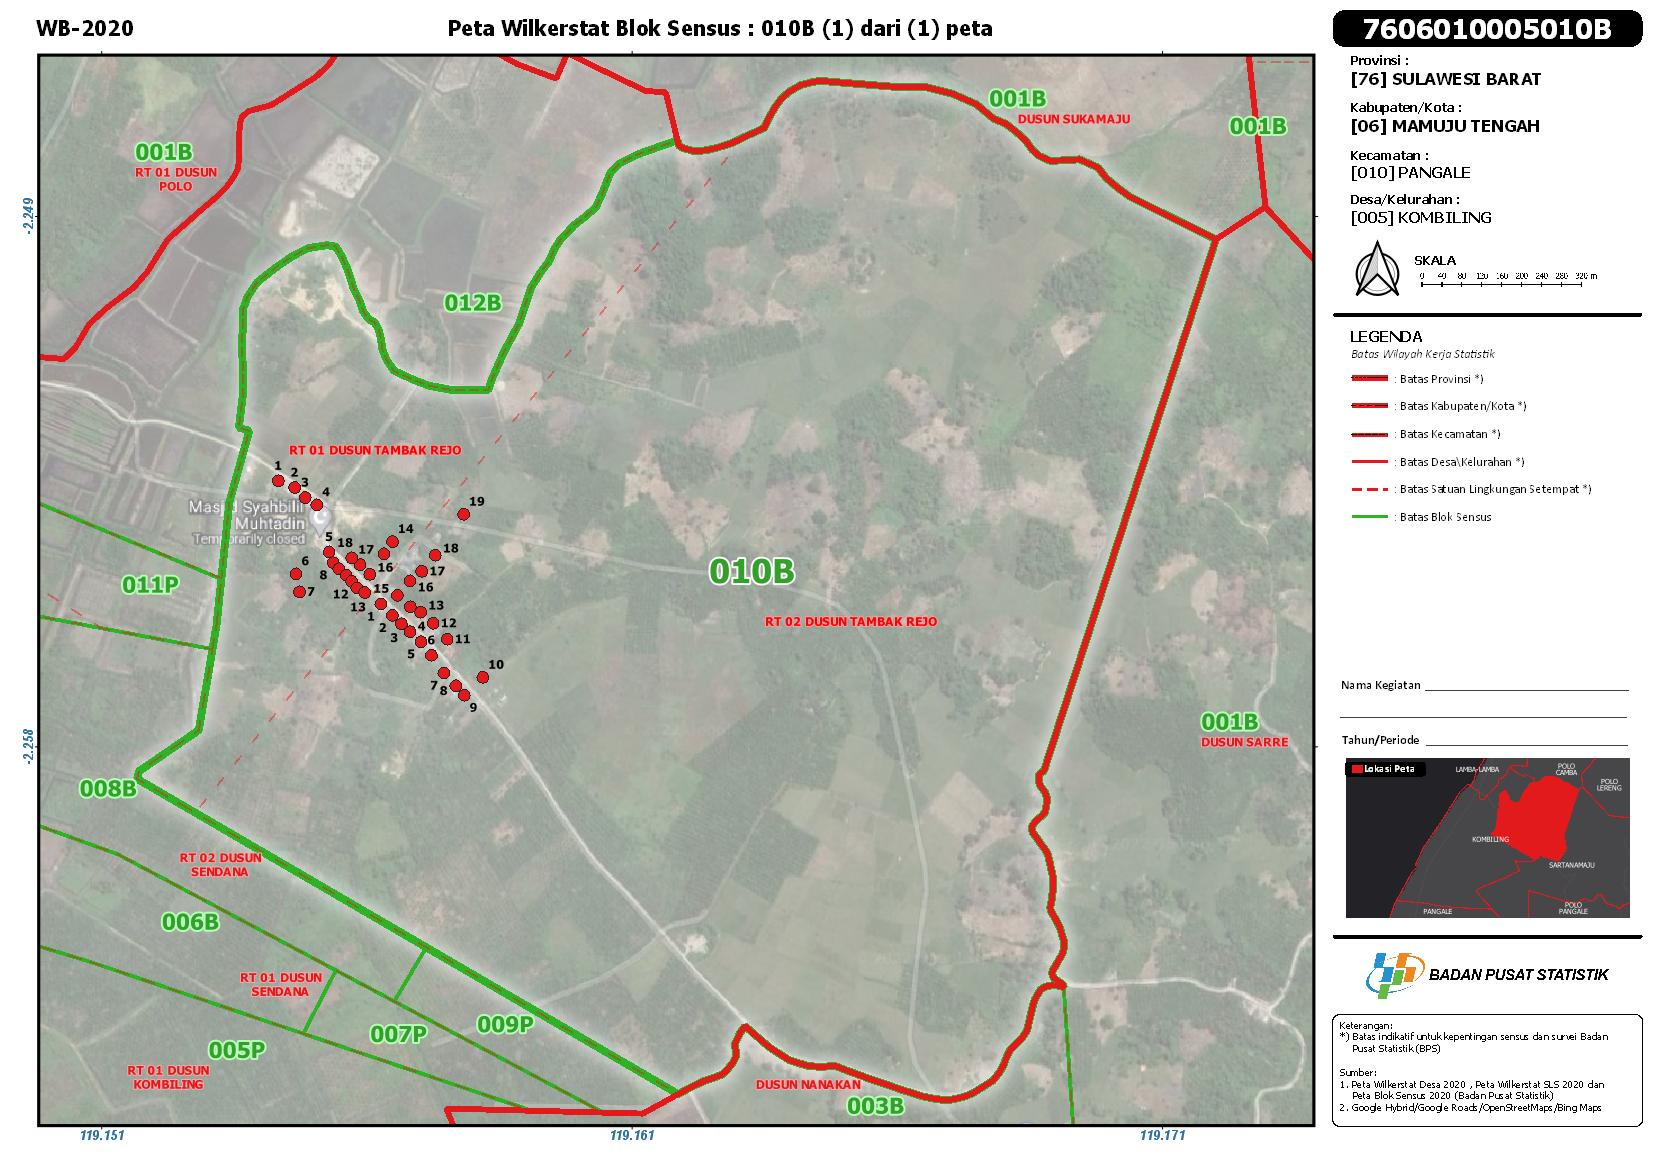 WB-2020
Peta Wilkerstat Blok Sensus : 010B (1) dari (1) peta
7606010005010B
Provinsi :
[76] SULAWESI BARAT
Kabupaten/Kota :
[06] MAMUJU TENGAH
Kecamatan :
[010] PANGALE
Desa/Kelurahan :
[005] KOMBILING
SKALA
0 40 80 120 160 200 240 280 320 m
LEGENDA
Batas Wilayah Kerja Statistik
: Batas Provinsi *)
: Batas Kabupaten/Kota *)
: Batas Kecamatan *)
: Batas Desa\Kelurahan *)
: Batas Satuan Lingkungan Setempat *)
: Batas Blok Sensus
Nama Kegiatan
Tahun/Periode
Lokasi Peta
LAMBA-LAMBA
POLO
CAMBA
POLO
LERENG
KOMBILING
SARTANAMAJU
PANGALE
POLO
PANGALE
BADAN PUSAT STATISTIK
Keterangan:
*) Batas indikatif untuk kepentingan sensus dan survei Badan
Pusat Statistik (BPS)
Sumber:
1. Peta Wilkerstat Desa 2020 , Peta Wilkerstat SLS 2020 dan
Peta Blok Sensus 2020 (Badan Pusat Statistik)
2. Google Hybrid/Google Roads/OpenStreetMaps/Bing Maps
001B
DUSUN SUKAMAJU
001B
001B
RT 01 DUSUN
POLO
-2.249
012B
RT 01 DUSUN TAMBAK REJO
1
2
3
4
19
Masjid Syahbilil
Muhtadin
Temporarily closed
14
5
18
17
18
6
8
16
17
7
12
15
16
13
13
1
2
4
12
3
6
11
5
10
7
8
9
011P
010B
RT 02 DUSUN TAMBAK REJO
-2.258
001B
DUSUN SARRE
008B
RT 02 DUSUN
SENDANA
006B
RT 01 DUSUN
SENDANA
009P
007P
005P
RT 01 DUSUN
KOMBILING
DUSUN NANAKAN
003B
119.151
119.161
119.171